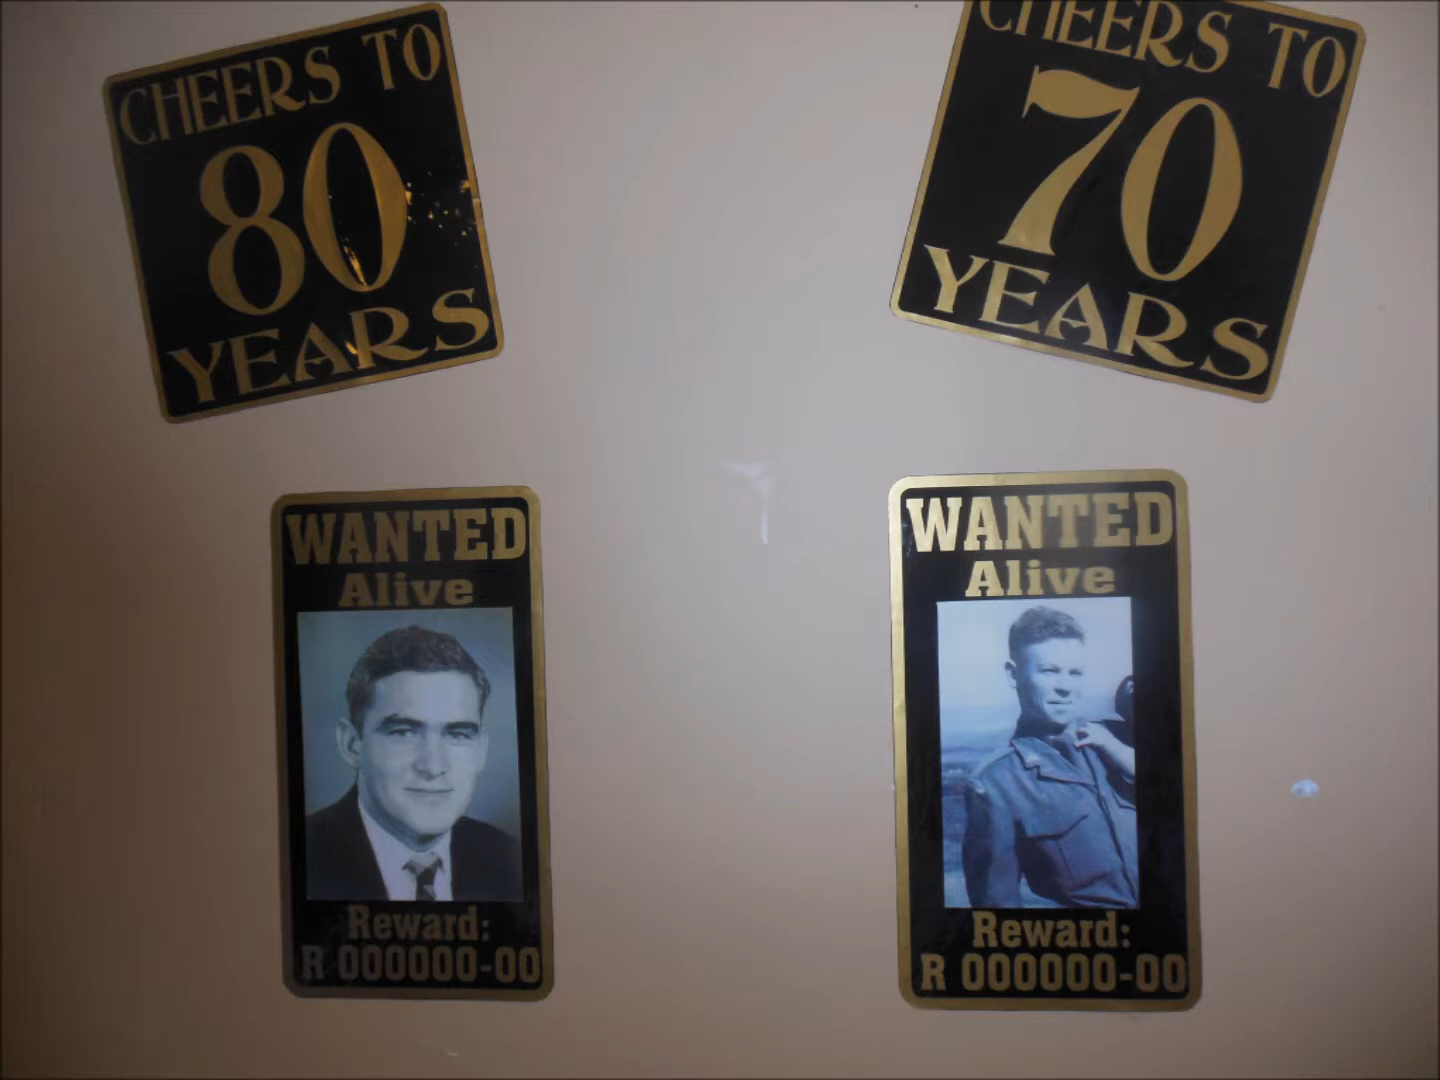 CHEERS TO
80
YEARS
CHEERS TO
70
YEARS
WANTED
Alive
Reward:
R 000000-00
WANTED
Alive
Reward:
R 000000-00